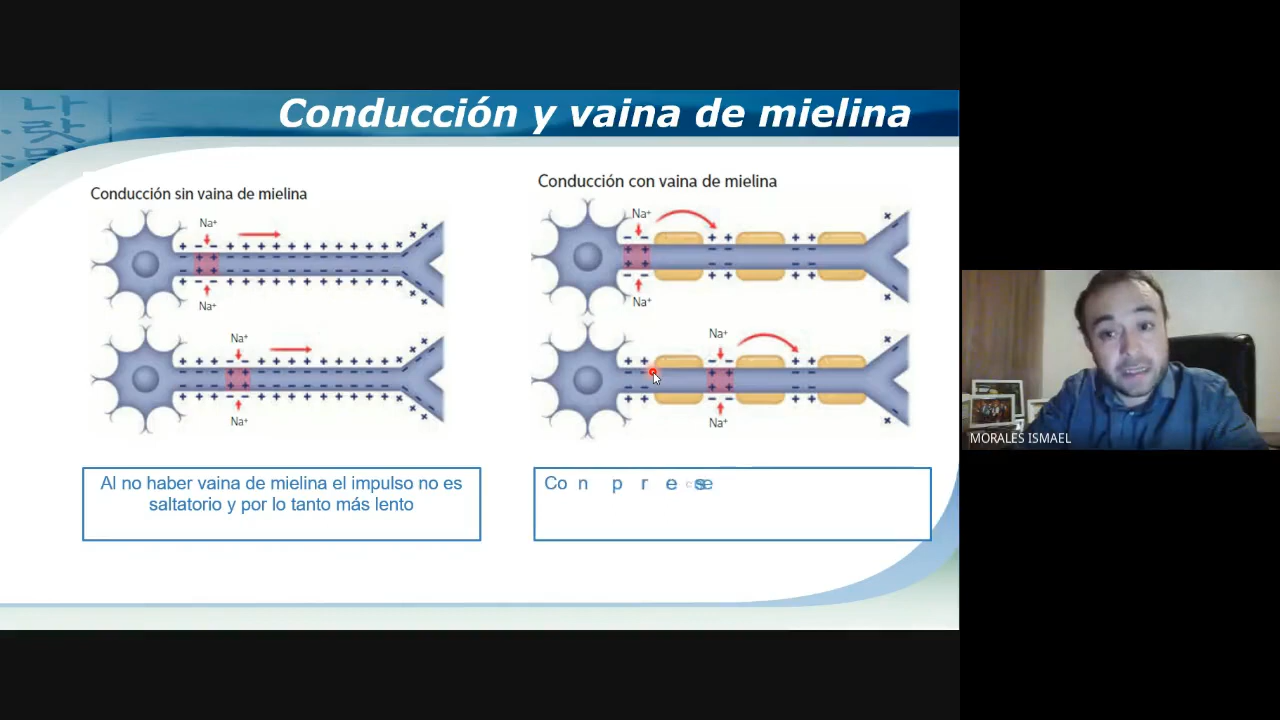 Conducción y vaina de mielina
Conducción sin vaina de mielina
Na⁺
Na⁺
Na⁺
Na⁺
Al no haber vaina de mielina el impulso no es
saltatorio y por lo tanto más lento
Conducción con vaina de mielina
Na⁺
Na⁺
Na⁺
Na⁺
Con pre
MORALES ISMAEL